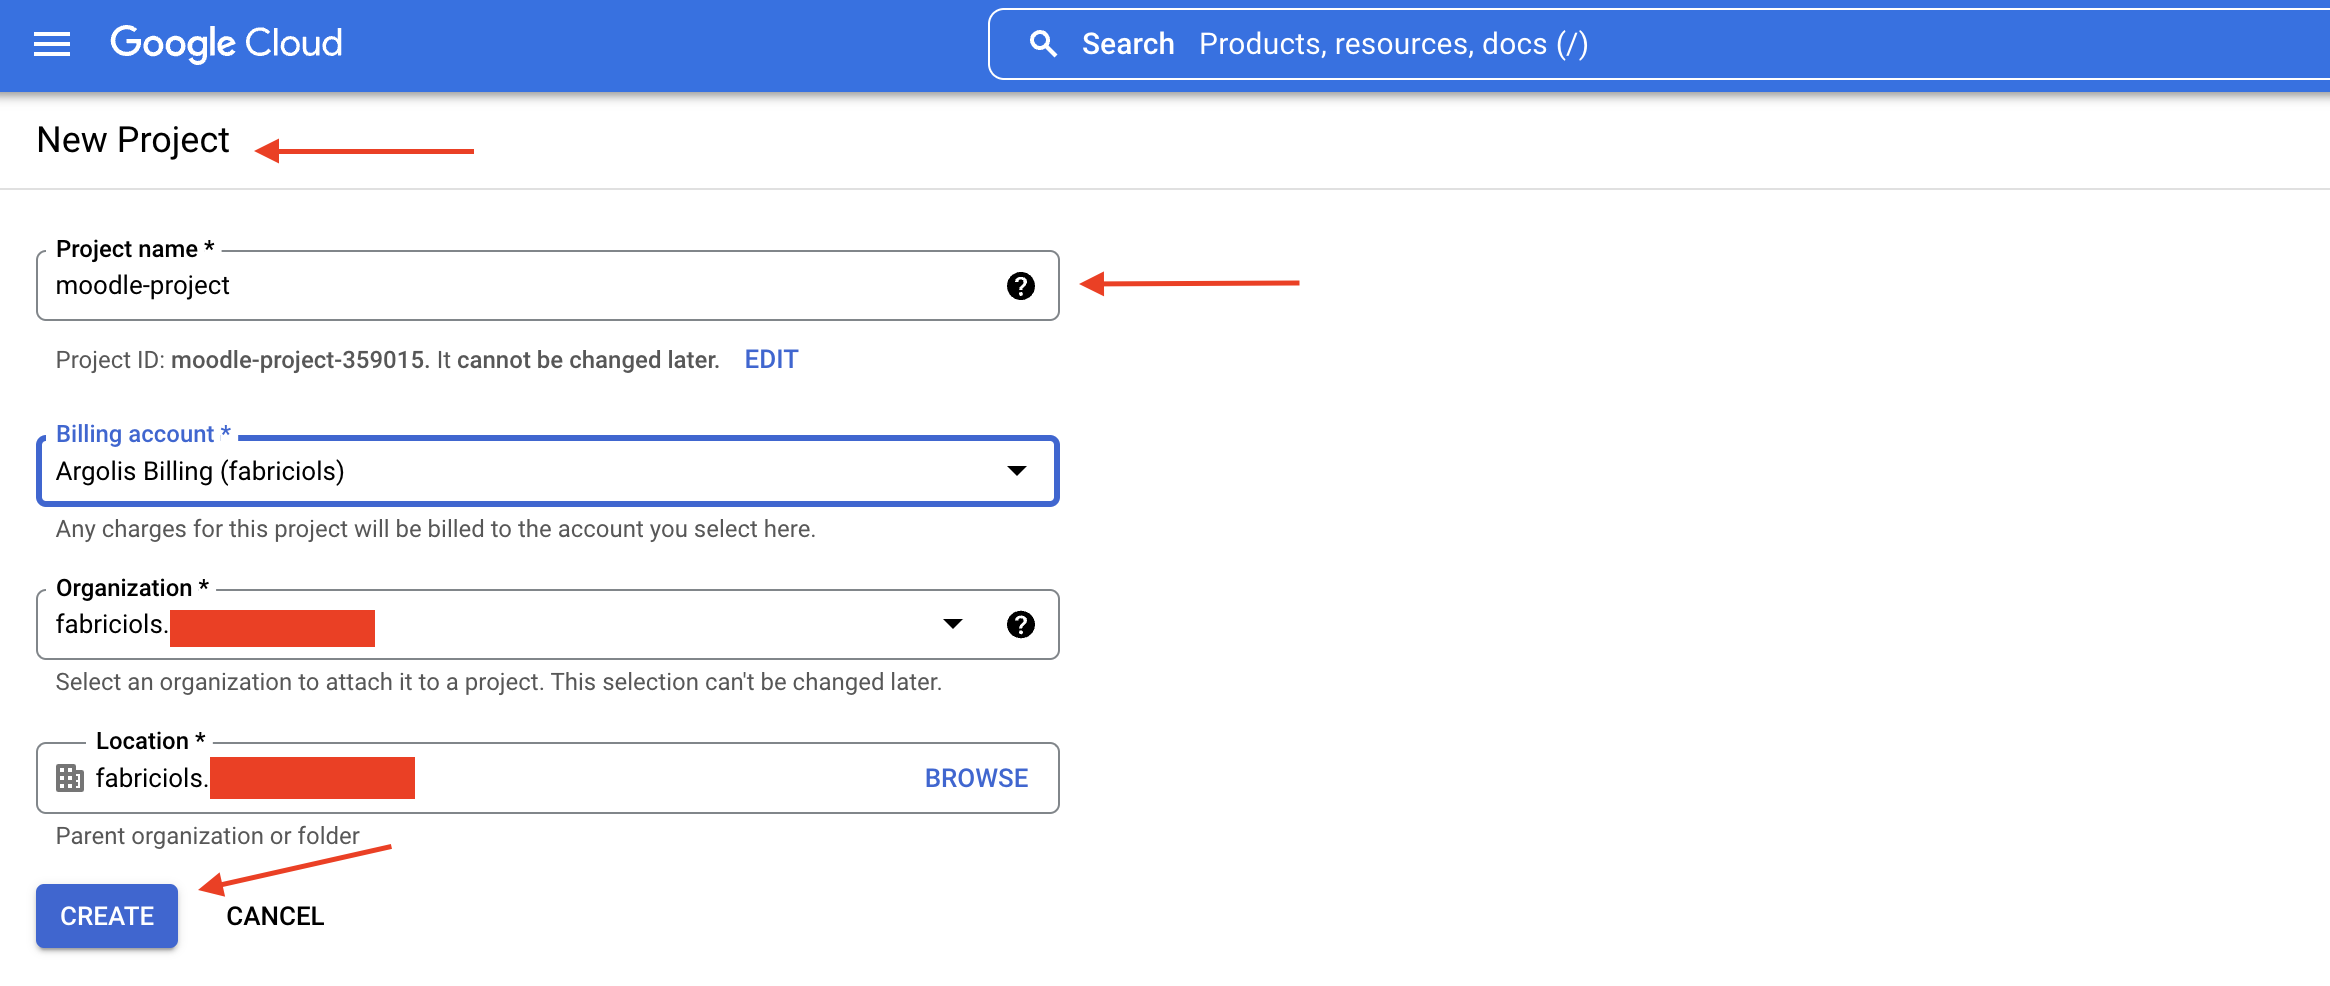 Google Cloud
Search Products, resources, docs (/)
New Project
Project name *
moodle-project
Project ID: moodle-project-359015. It cannot be changed later. EDIT
Billing account *
Argolis Billing (fabriciols)
Any charges for this project will be billed to the account you select here.
Organization *
fabriciols.
Select an organization to attach it to a project. This selection can't be changed later.
Location *
fabriciols. BROWSE
Parent organization or folder
CREATE CANCEL